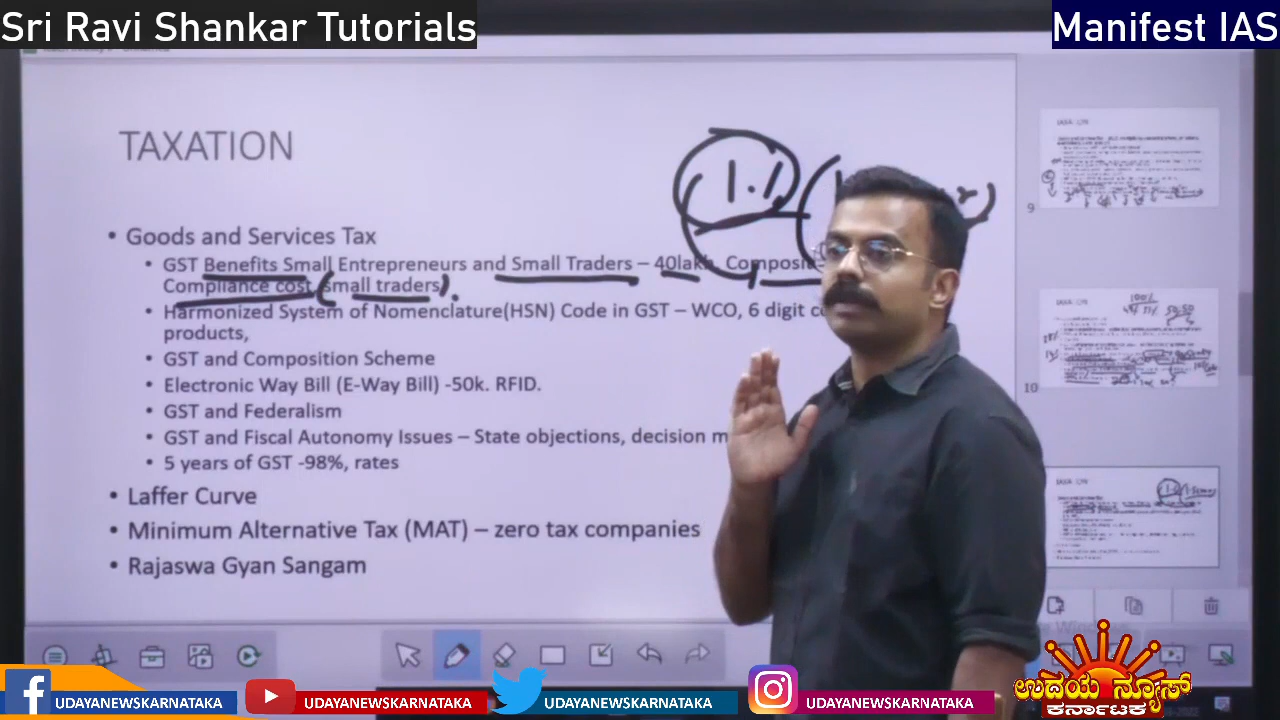 Sri Ravi Shankar Tutorials
Manifest IAS
TAXATION
1.1
• Goods and Services Tax
• GST Benefits Small Entrepreneurs and Small Traders – 40lakh, Composi
Compliance cost (small traders).
• Harmonized System of Nomenclature(HSN) Code in GST – WCO, 6 digit c
products,
• GST and Composition Scheme
• Electronic Way Bill (E-Way Bill) -50k. RFID.
• GST and Federalism
• GST and Fiscal Autonomy Issues – State objections, decision m
• 5 years of GST -98%, rates
• Laffer Curve
• Minimum Alternative Tax (MAT) – zero tax companies
• Rajaswa Gyan Sangam
9
10
UDAYANEWSKARNATAKA
UDAYANEWSKARNATAKA
UDAYANEWSKARNATAKA
UDAYANEWSKARNATAKA
ಉದಯ ನ್ಯೂಸ್
ಕರ್ನಾಟಕ